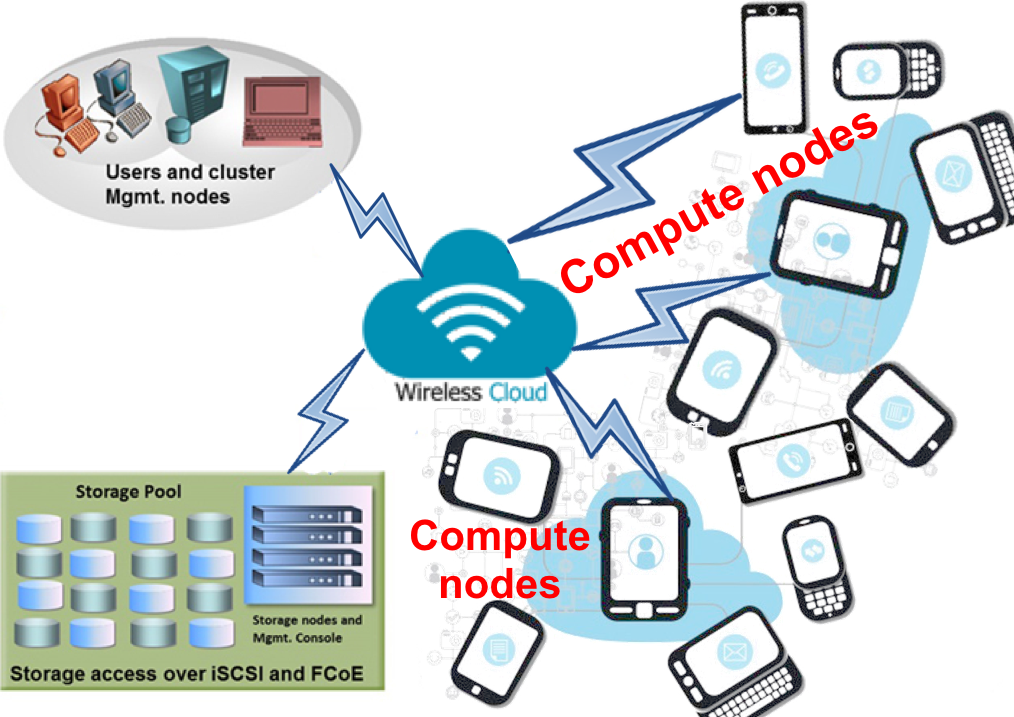 Users and cluster
Mgmt. nodes
Compute nodes
Wireless Cloud
Storage Pool
Compute
nodes
Storage nodes and
Mgmt. Console
Storage access over iSCSI and FCoE